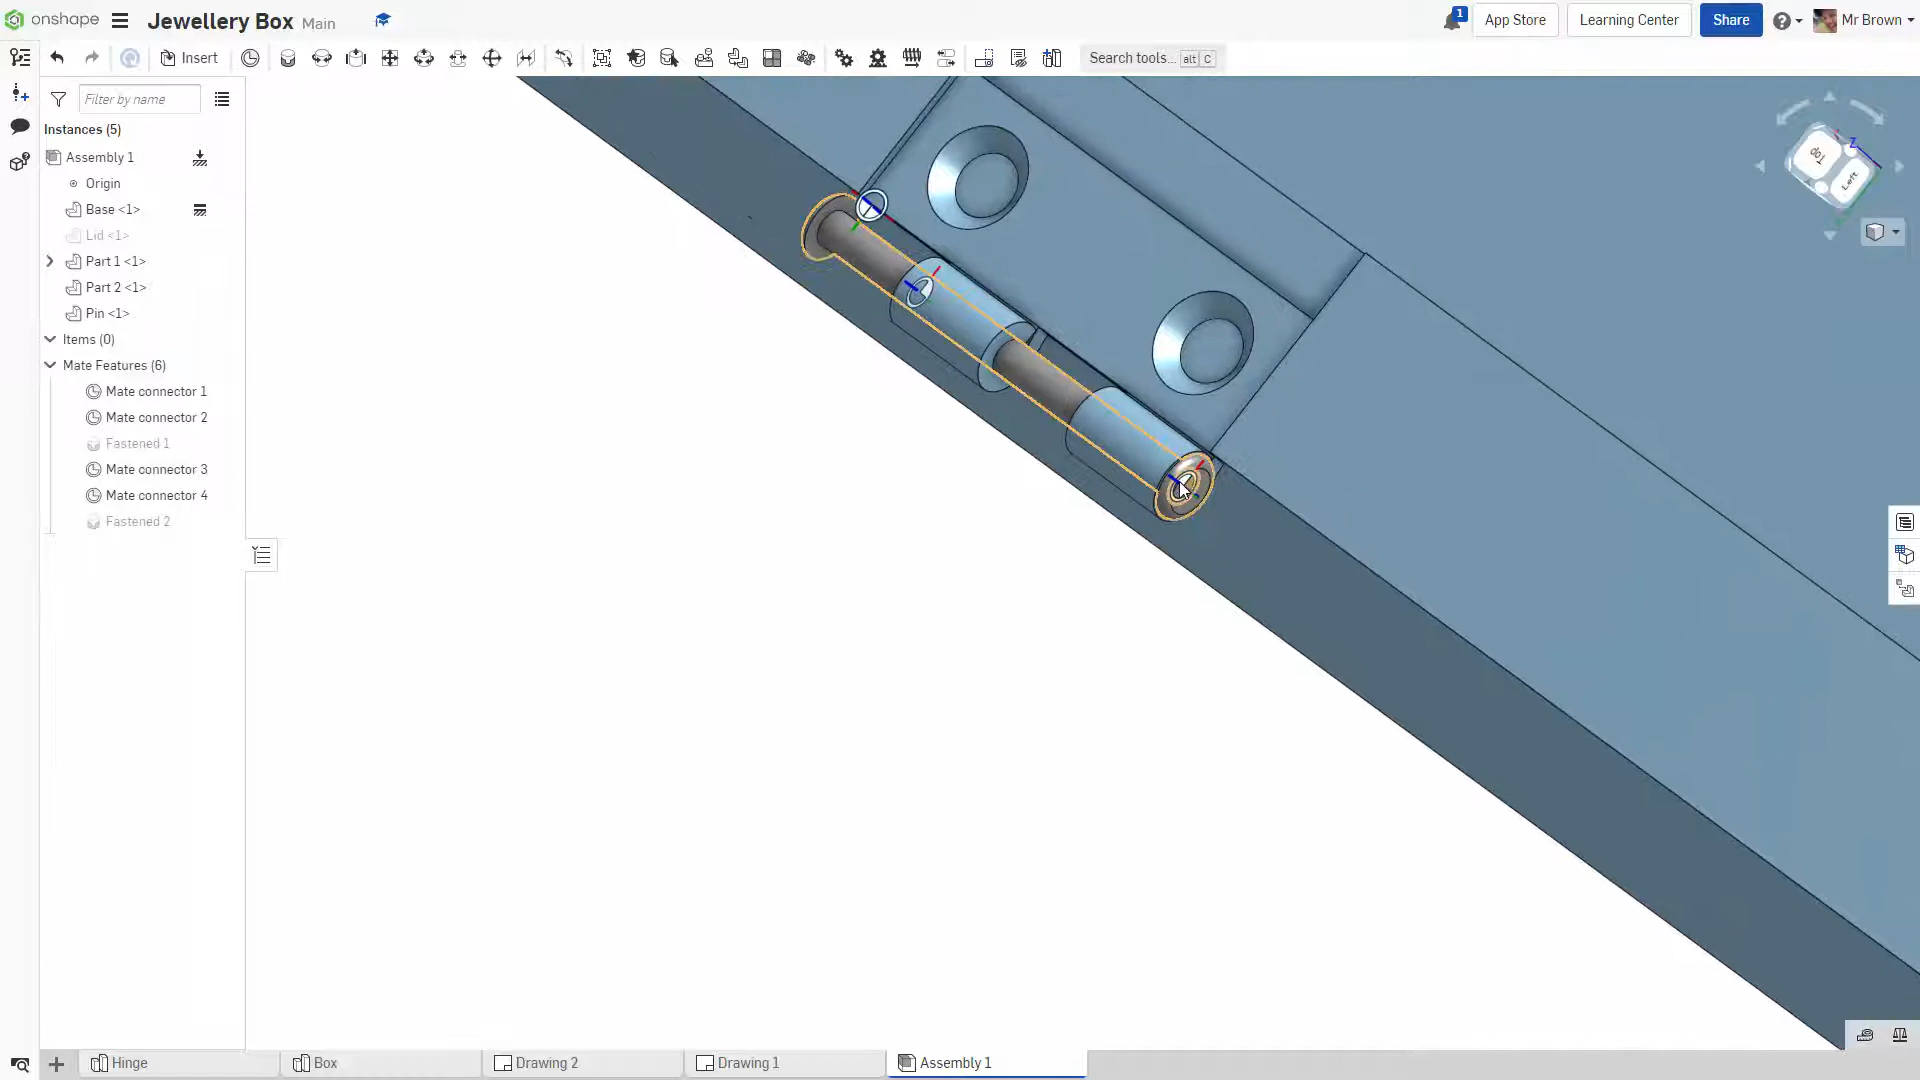 onshape
Jewellery Box Main
1
App Store
Learning Center
Share
Mr Brown
Insert
Search tools... alt C
Filter by name
Instances (5)
Assembly 1
Origin
Base <1>
Lid <1>
Part 1 <1>
Part 2 <1>
Pin <1>
Items (0)
Mate Features (6)
Mate connector 1
Mate connector 2
Fastened 1
Mate connector 3
Mate connector 4
Fastened 2
Z
Top
Left
Hinge
Box
Drawing 2
Drawing 1
Assembly 1